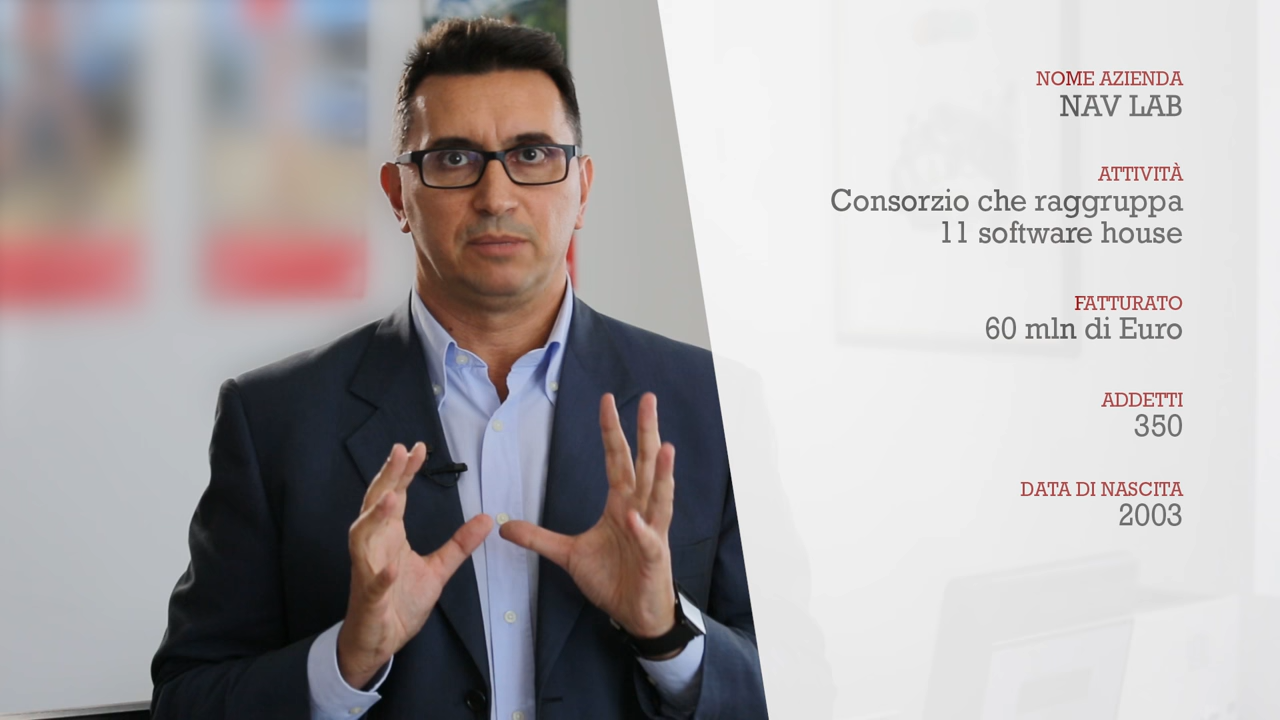 NOME AZIENDA
NAV LAB
ATTIVITÀ
Consorzio che raggruppa
11 software house
FATTURATO
60 mln di Euro
ADDETTI
350
DATA DI NASCITA
2003